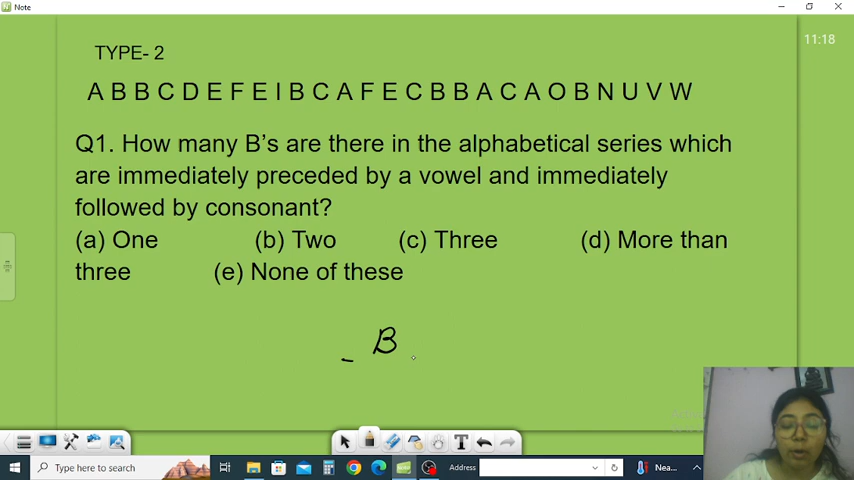 Note
11:18
TYPE- 2
A B B C D E F E I B C A F E C B B A C A O B N U V W
Q1. How many B's are there in the alphabetical series which
are immediately preceded by a vowel and immediately
followed by consonant?
(a) One (b) Two (c) Three (d) More than
three (e) None of these
_ B
Type here to search
Address
Nea...